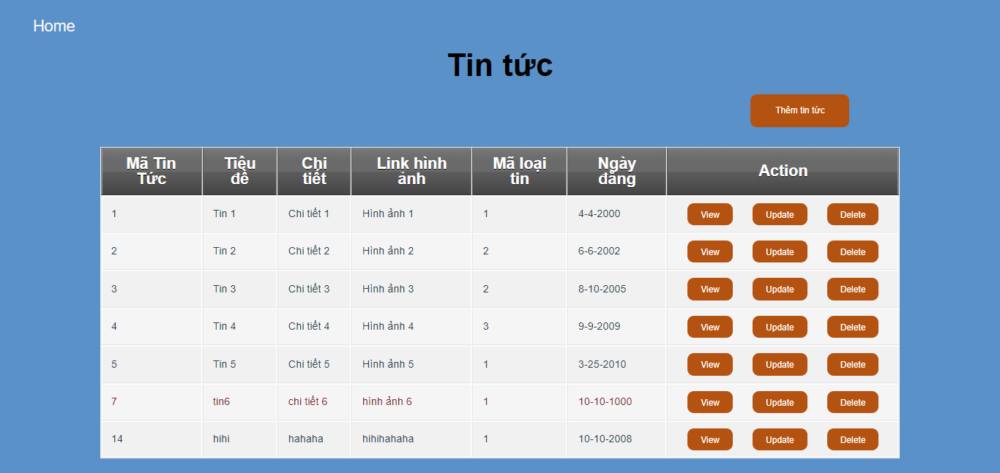 Home
Tin tức
Thêm tin tức
Mã Tin Tức Tiêu đề Chi tiết Link hình ảnh Mã loại tin Ngày đăng Action
1 Tin 1 Chi tiết 1 Hình ảnh 1 1 4-4-2000 View Update Delete
2 Tin 2 Chi tiết 2 Hình ảnh 2 2 6-6-2002 View Update Delete
3 Tin 3 Chi tiết 3 Hình ảnh 3 2 8-10-2005 View Update Delete
4 Tin 4 Chi tiết 4 Hình ảnh 4 3 9-9-2009 View Update Delete
5 Tin 5 Chi tiết 5 Hình ảnh 5 1 3-25-2010 View Update Delete
7 tin6 chi tiết 6 hình ảnh 6 1 10-10-1000 View Update Delete
14 hihi hahaha hihihahaha 1 10-10-2008 View Update Delete